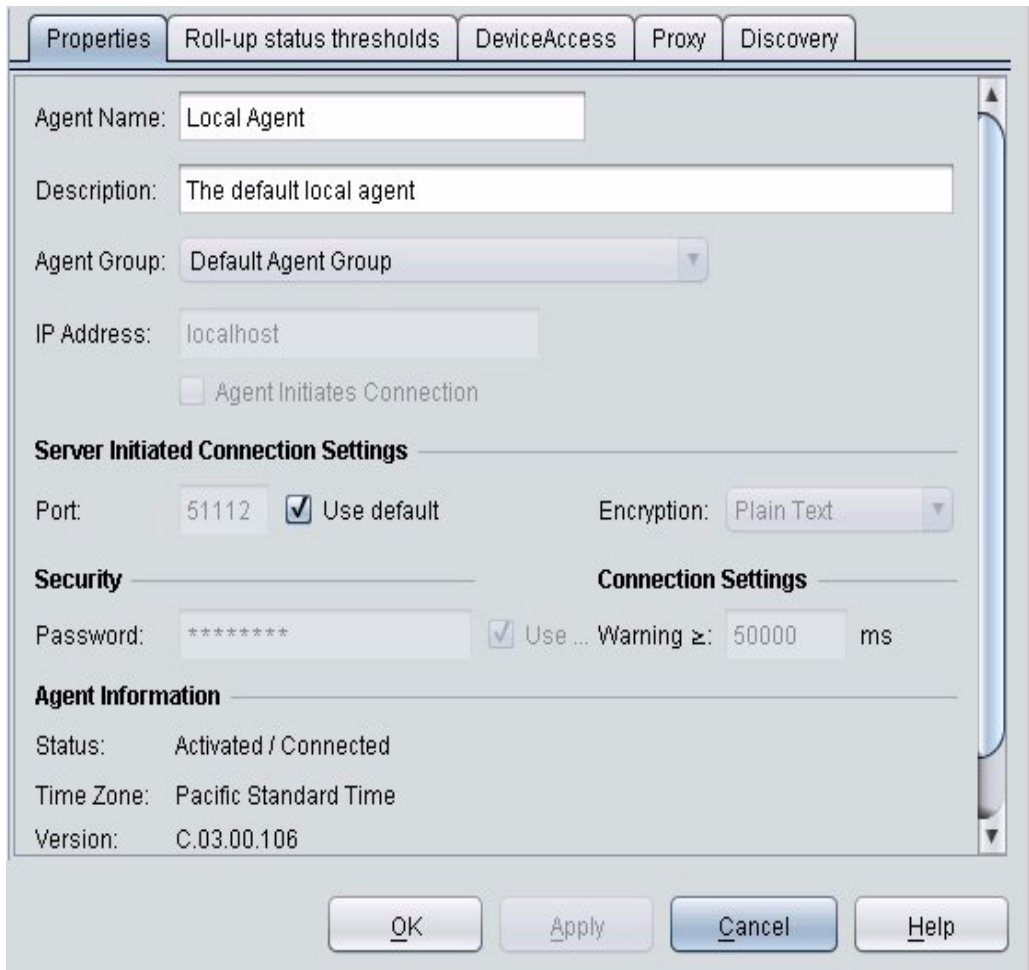 Properties Roll-up status thresholds DeviceAccess Proxy Discovery
Agent Name: Local Agent
Description: The default local agent
Agent Group: Default Agent Group
IP Address: localhost
Agent Initiates Connection
Server Initiated Connection Settings
Port: 51112 Use default Encryption: Plain Text
Security Connection Settings
Password: ******** Use ... Warning ≥: 50000 ms
Agent Information
Status: Activated / Connected
Time Zone: Pacific Standard Time
Version: C.03.00.106
OK Apply Cancel Help